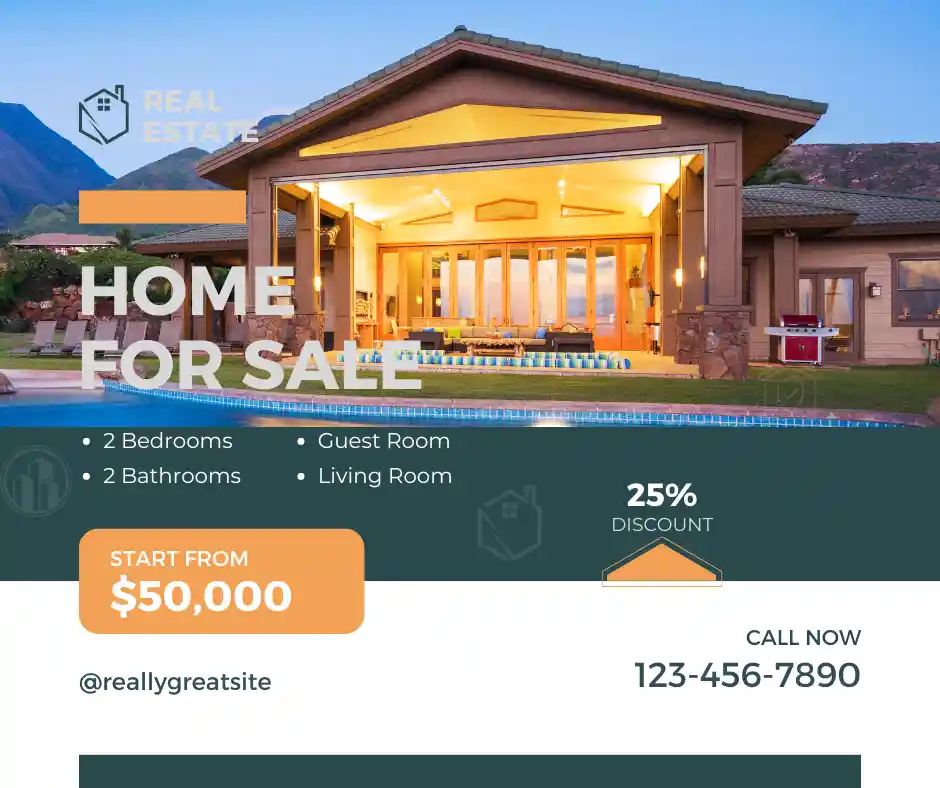 REAL
ESTATE
HOME
FOR SALE
• 2 Bedrooms
• 2 Bathrooms
• Guest Room
• Living Room
25%
DISCOUNT
START FROM
$50,000
CALL NOW
123-456-7890
@reallygreatsite